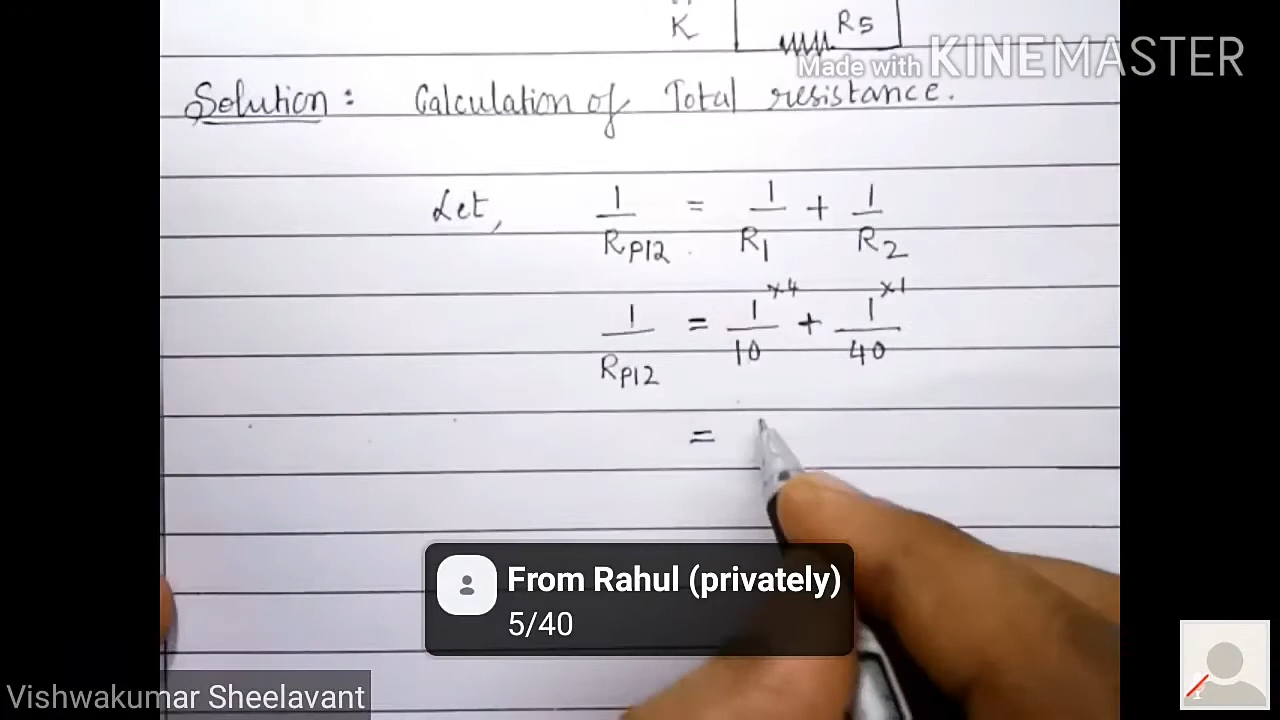 K
R5
Made with KINEMASTER
Solution: Calculation of Total resistance.
Let, 1/RP12 = 1/R1 + 1/R2
1/RP12 = 1/10 ×4 + 1/40 ×1
=
From Rahul (privately)
5/40
Vishwakumar Sheelavant